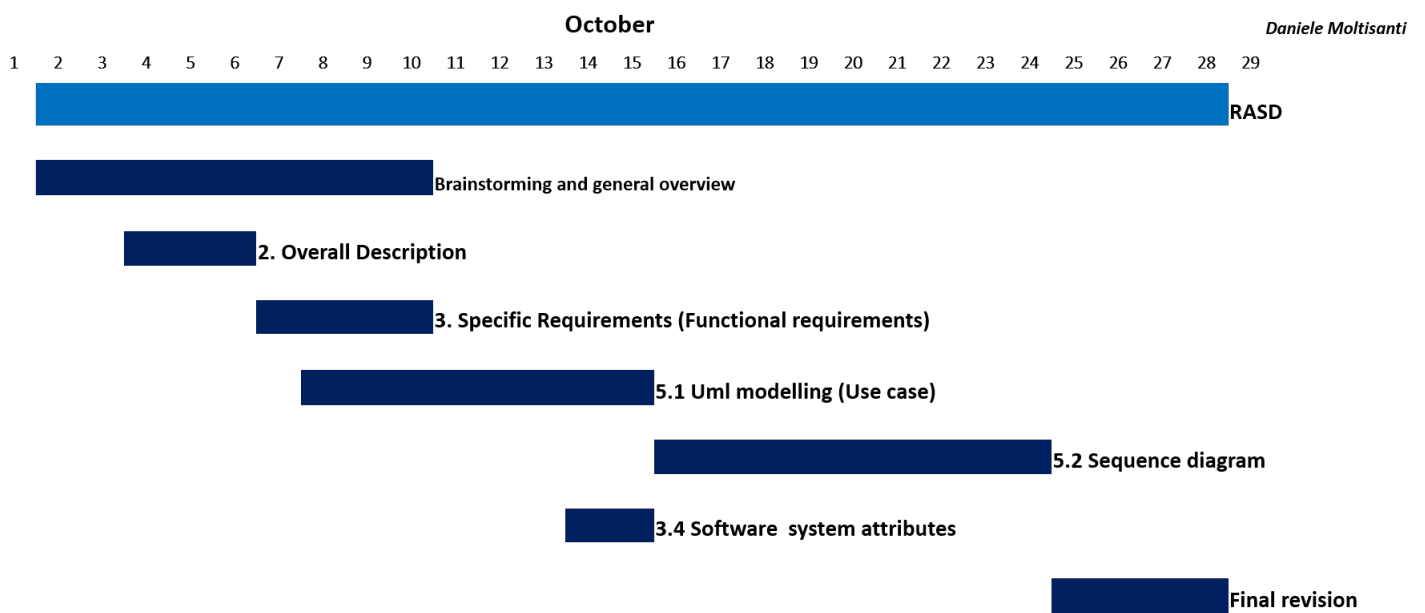 October
Daniele Moltisanti
1 2 3 4 5 6 7 8 9 10 11 12 13 14 15 16 17 18 19 20 21 22 23 24 25 26 27 28 29
RASD
Brainstorming and general overview
2. Overall Description
3. Specific Requirements (Functional requirements)
5.1 Uml modelling (Use case)
5.2 Sequence diagram
3.4 Software  system attributes
Final revision